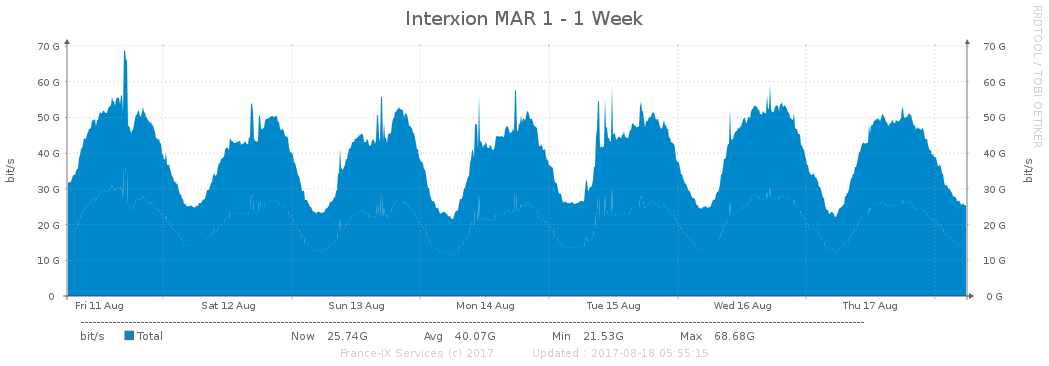 Interxion MAR 1 - 1 Week
RRDTOOL / TOBI OETIKER
bit/s
70 G
60 G
50 G
40 G
30 G
20 G
10 G
0
70 G
60 G
50 G
40 G
30 G
20 G
10 G
0 G
bit/s
Fri 11 Aug Sat 12 Aug Sun 13 Aug Mon 14 Aug Tue 15 Aug Wed 16 Aug Thu 17 Aug
bit/s Total Now 25.74G Avg 40.07G Min 21.53G Max 68.68G
France-IX Services (c) 2017 Updated : 2017-08-18 05:55:15